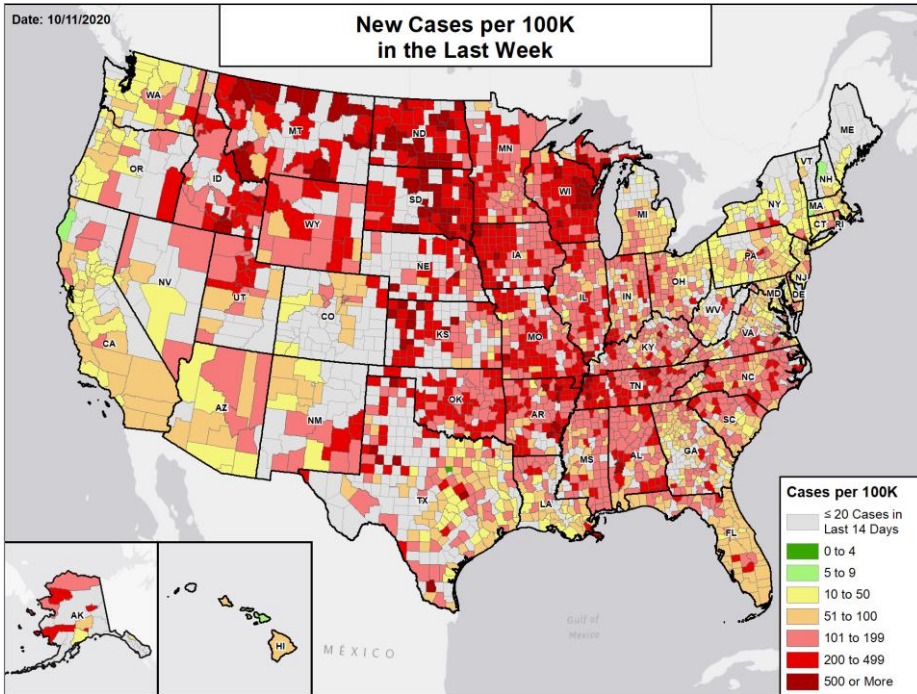 Date: 10/11/2020
New Cases per 100K
in the Last Week
WA
MT
ND
MN
ME
VT
NH
OR
ID
SD
WI
NY
MA
CT
RI
MI
WY
IA
PA
NJ
NE
OH
MD
DE
NV
UT
IL
IN
WV
CO
VA
KS
MO
KY
CA
NC
TN
OK
AR
SC
AZ
NM
MS
AL
GA
TX
LA
FL
AK
HI
MEXICO
Gulf of
Mexico
Cases per 100K
≤ 20 Cases in
Last 14 Days
0 to 4
5 to 9
10 to 50
51 to 100
101 to 199
200 to 499
500 or More